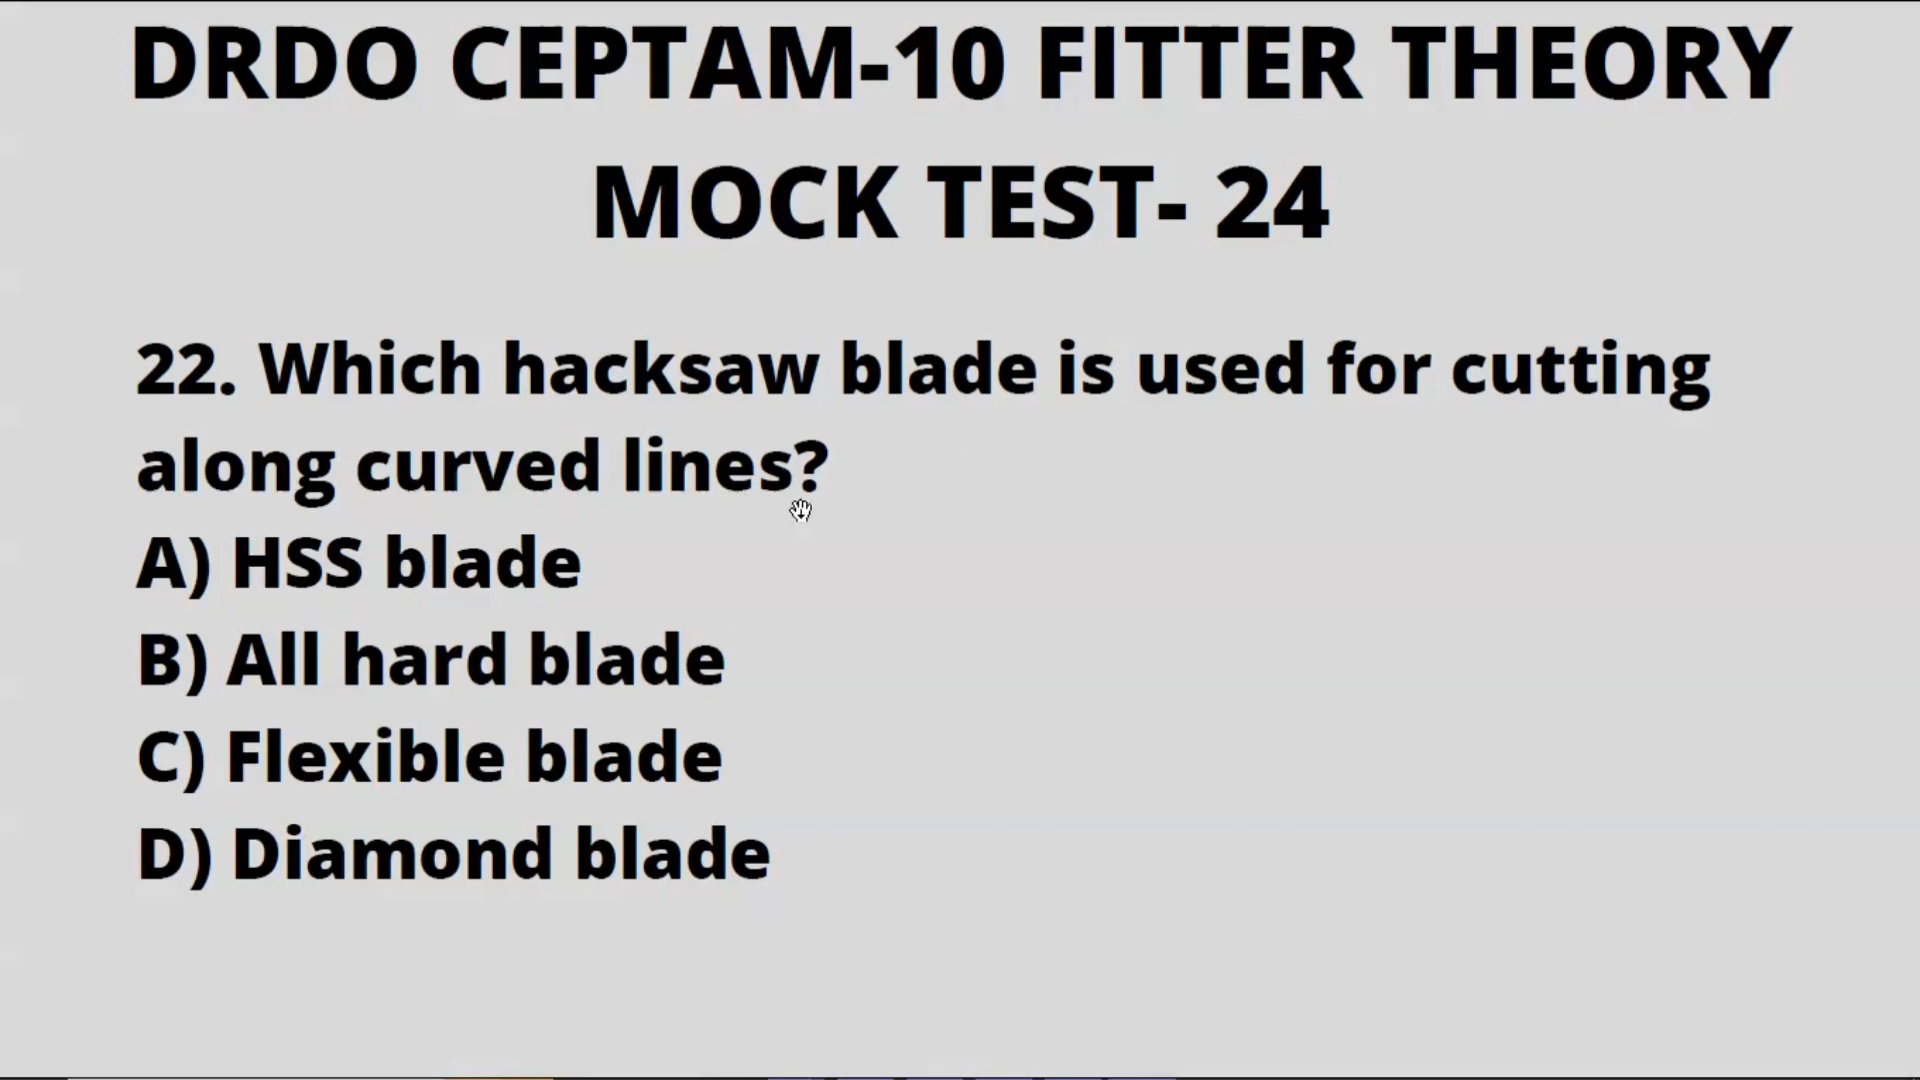 DRDO CEPTAM-10 FITTER THEORY
MOCK TEST- 24
22. Which hacksaw blade is used for cutting
along curved lines?
A) HSS blade
B) All hard blade
C) Flexible blade
D) Diamond blade